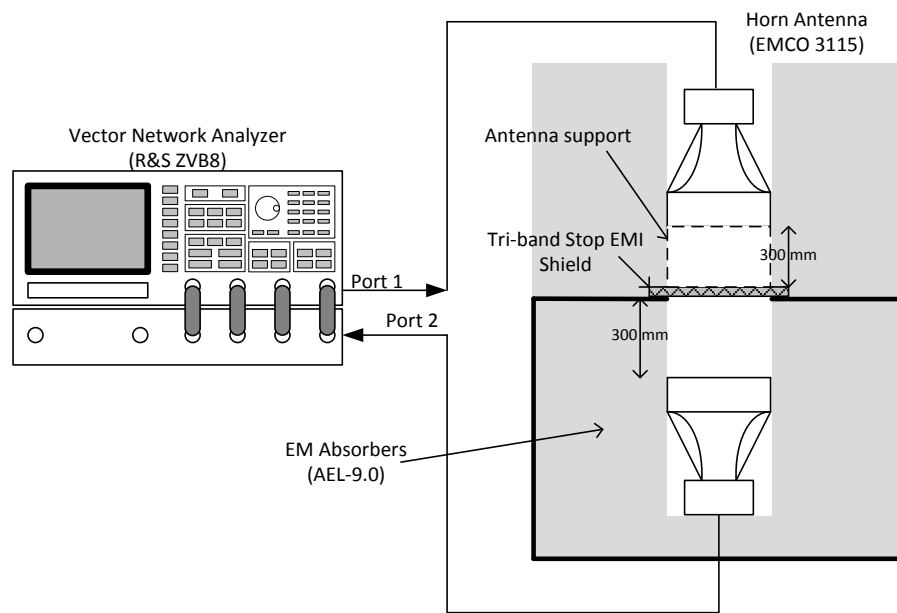 Horn Antenna
(EMCO 3115)
Vector Network Analyzer
(R&S ZVB8)
Antenna support
Tri-band Stop EMI
Shield
300 mm
Port 1
Port 2
300 mm
EM Absorbers
(AEL-9.0)